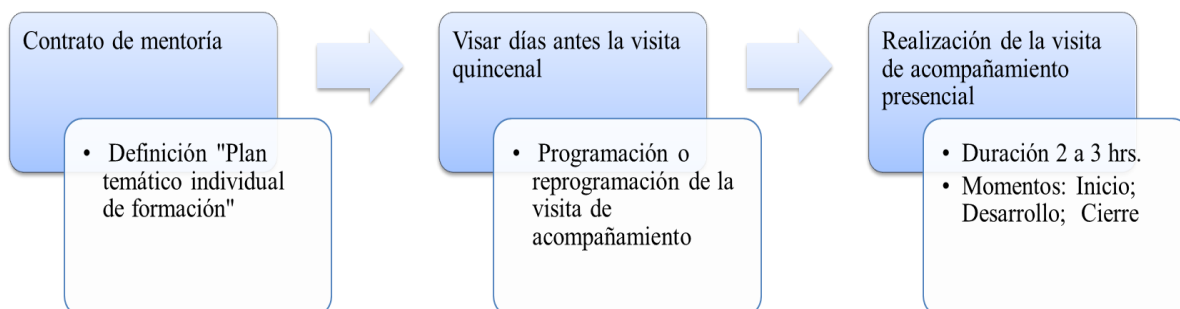 Contrato de mentoría
• Definición "Plan
temático individual
de formación"
Visar días antes la visita
quincenal
• Programación o
reprogramación de la
visita de
acompañamiento
Realización de la visita
de acompañamiento
presencial
• Duración 2 a 3 hrs.
• Momentos: Inicio;
Desarrollo; Cierre